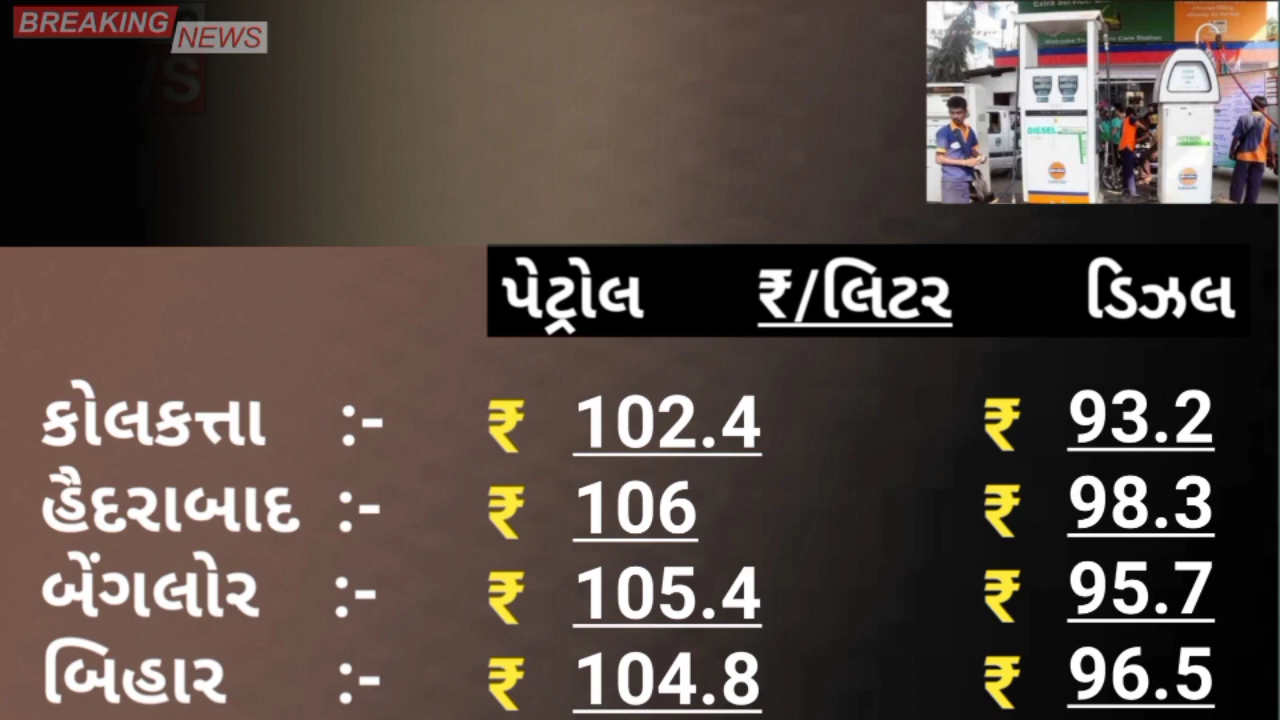 BREAKING
NEWS
DIESEL
પેટ્રોલ ₹/લિટર ડિઝલ
કોલકત્તા :- ₹ 102.4 ₹ 93.2
હૈદરાબાદ :- ₹ 106 ₹ 98.3
બેંગલોર :- ₹ 105.4 ₹ 95.7
બિહાર :- ₹ 104.8 ₹ 96.5